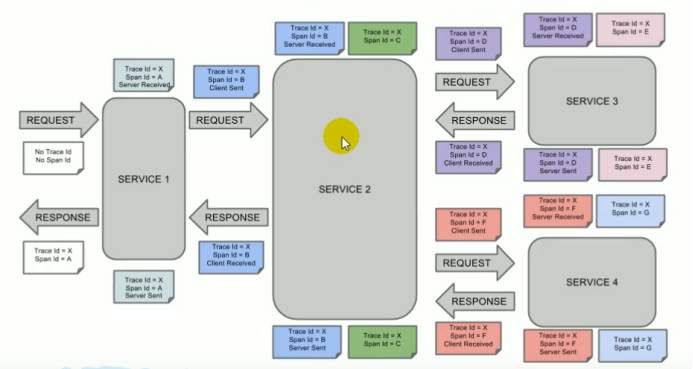 Trace Id = X
Span Id = B
Server Received
Trace Id = X
Span Id = C
Trace Id = X
Span Id = D
Client Sent
Trace Id = X
Span Id = D
Server Received
Trace Id = X
Span Id = E
Trace Id = X
Span Id = A
Server Received
Trace Id = X
Span Id = B
Client Sent
REQUEST
REQUEST
REQUEST
SERVICE 3
RESPONSE
No Trace Id
No Span Id
SERVICE 1
SERVICE 2
Trace Id = X
Span Id = D
Client Received
Trace Id = X
Span Id = D
Server Sent
Trace Id = X
Span Id = E
RESPONSE
RESPONSE
Trace Id = X
Span Id = F
Client Sent
Trace Id = X
Span Id = F
Server Received
Trace Id = X
Span Id = G
Trace Id = X
Span Id = A
Trace Id = X
Span Id = B
Client Received
REQUEST
SERVICE 4
RESPONSE
Trace Id = X
Span Id = A
Server Sent
Trace Id = X
Span Id = B
Server Sent
Trace Id = X
Span Id = C
Trace Id = X
Span Id = F
Client Received
Trace Id = X
Span Id = F
Server Sent
Trace Id = X
Span Id = G